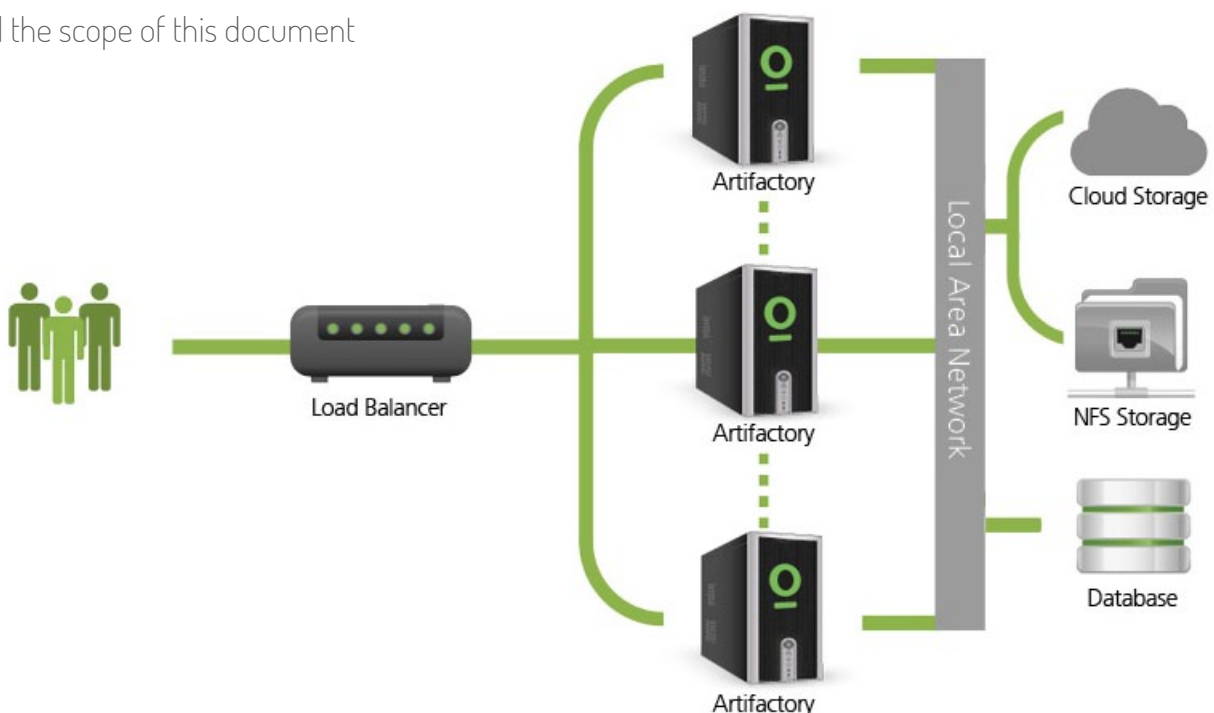 the scope of this document
Artifactory
Cloud Storage
Local Area Network
Load Balancer
Artifactory
NFS Storage
Database
Artifactory